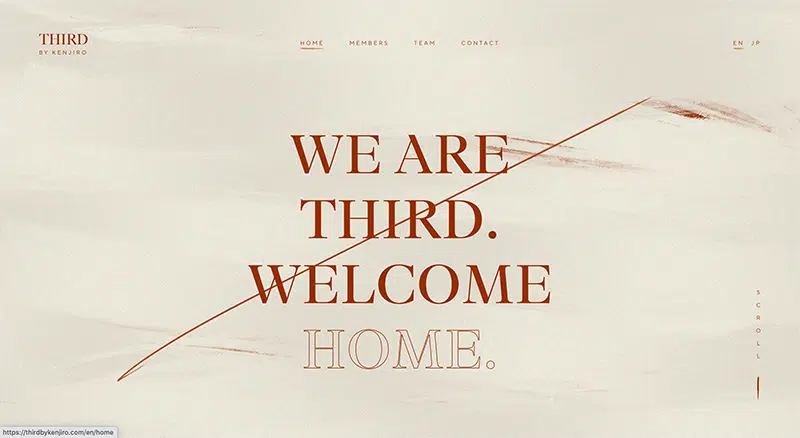 THIRD
BY KENJIRO
HOME MEMBERS TEAM CONTACT
EN JP
WE ARE
THIRD.
WELCOME
HOME.
SCROLL
https://thirdbykenjiro.com/en/home